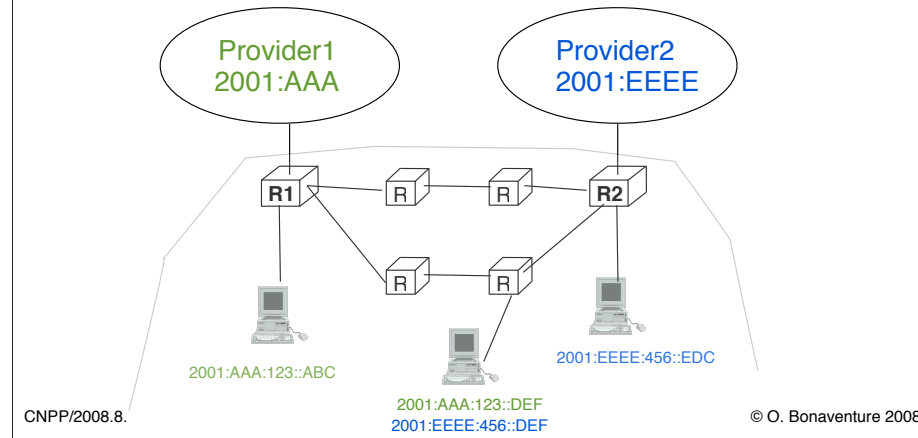 Provider1
2001:AAA
Provider2
2001:EEEE
R1
R
R
R2
R
R
2001:AAA:123::ABC
2001:EEEE:456::EDC
2001:AAA:123::DEF
2001:EEEE:456::DEF
CNPP/2008.8.
© O. Bonaventure 2008